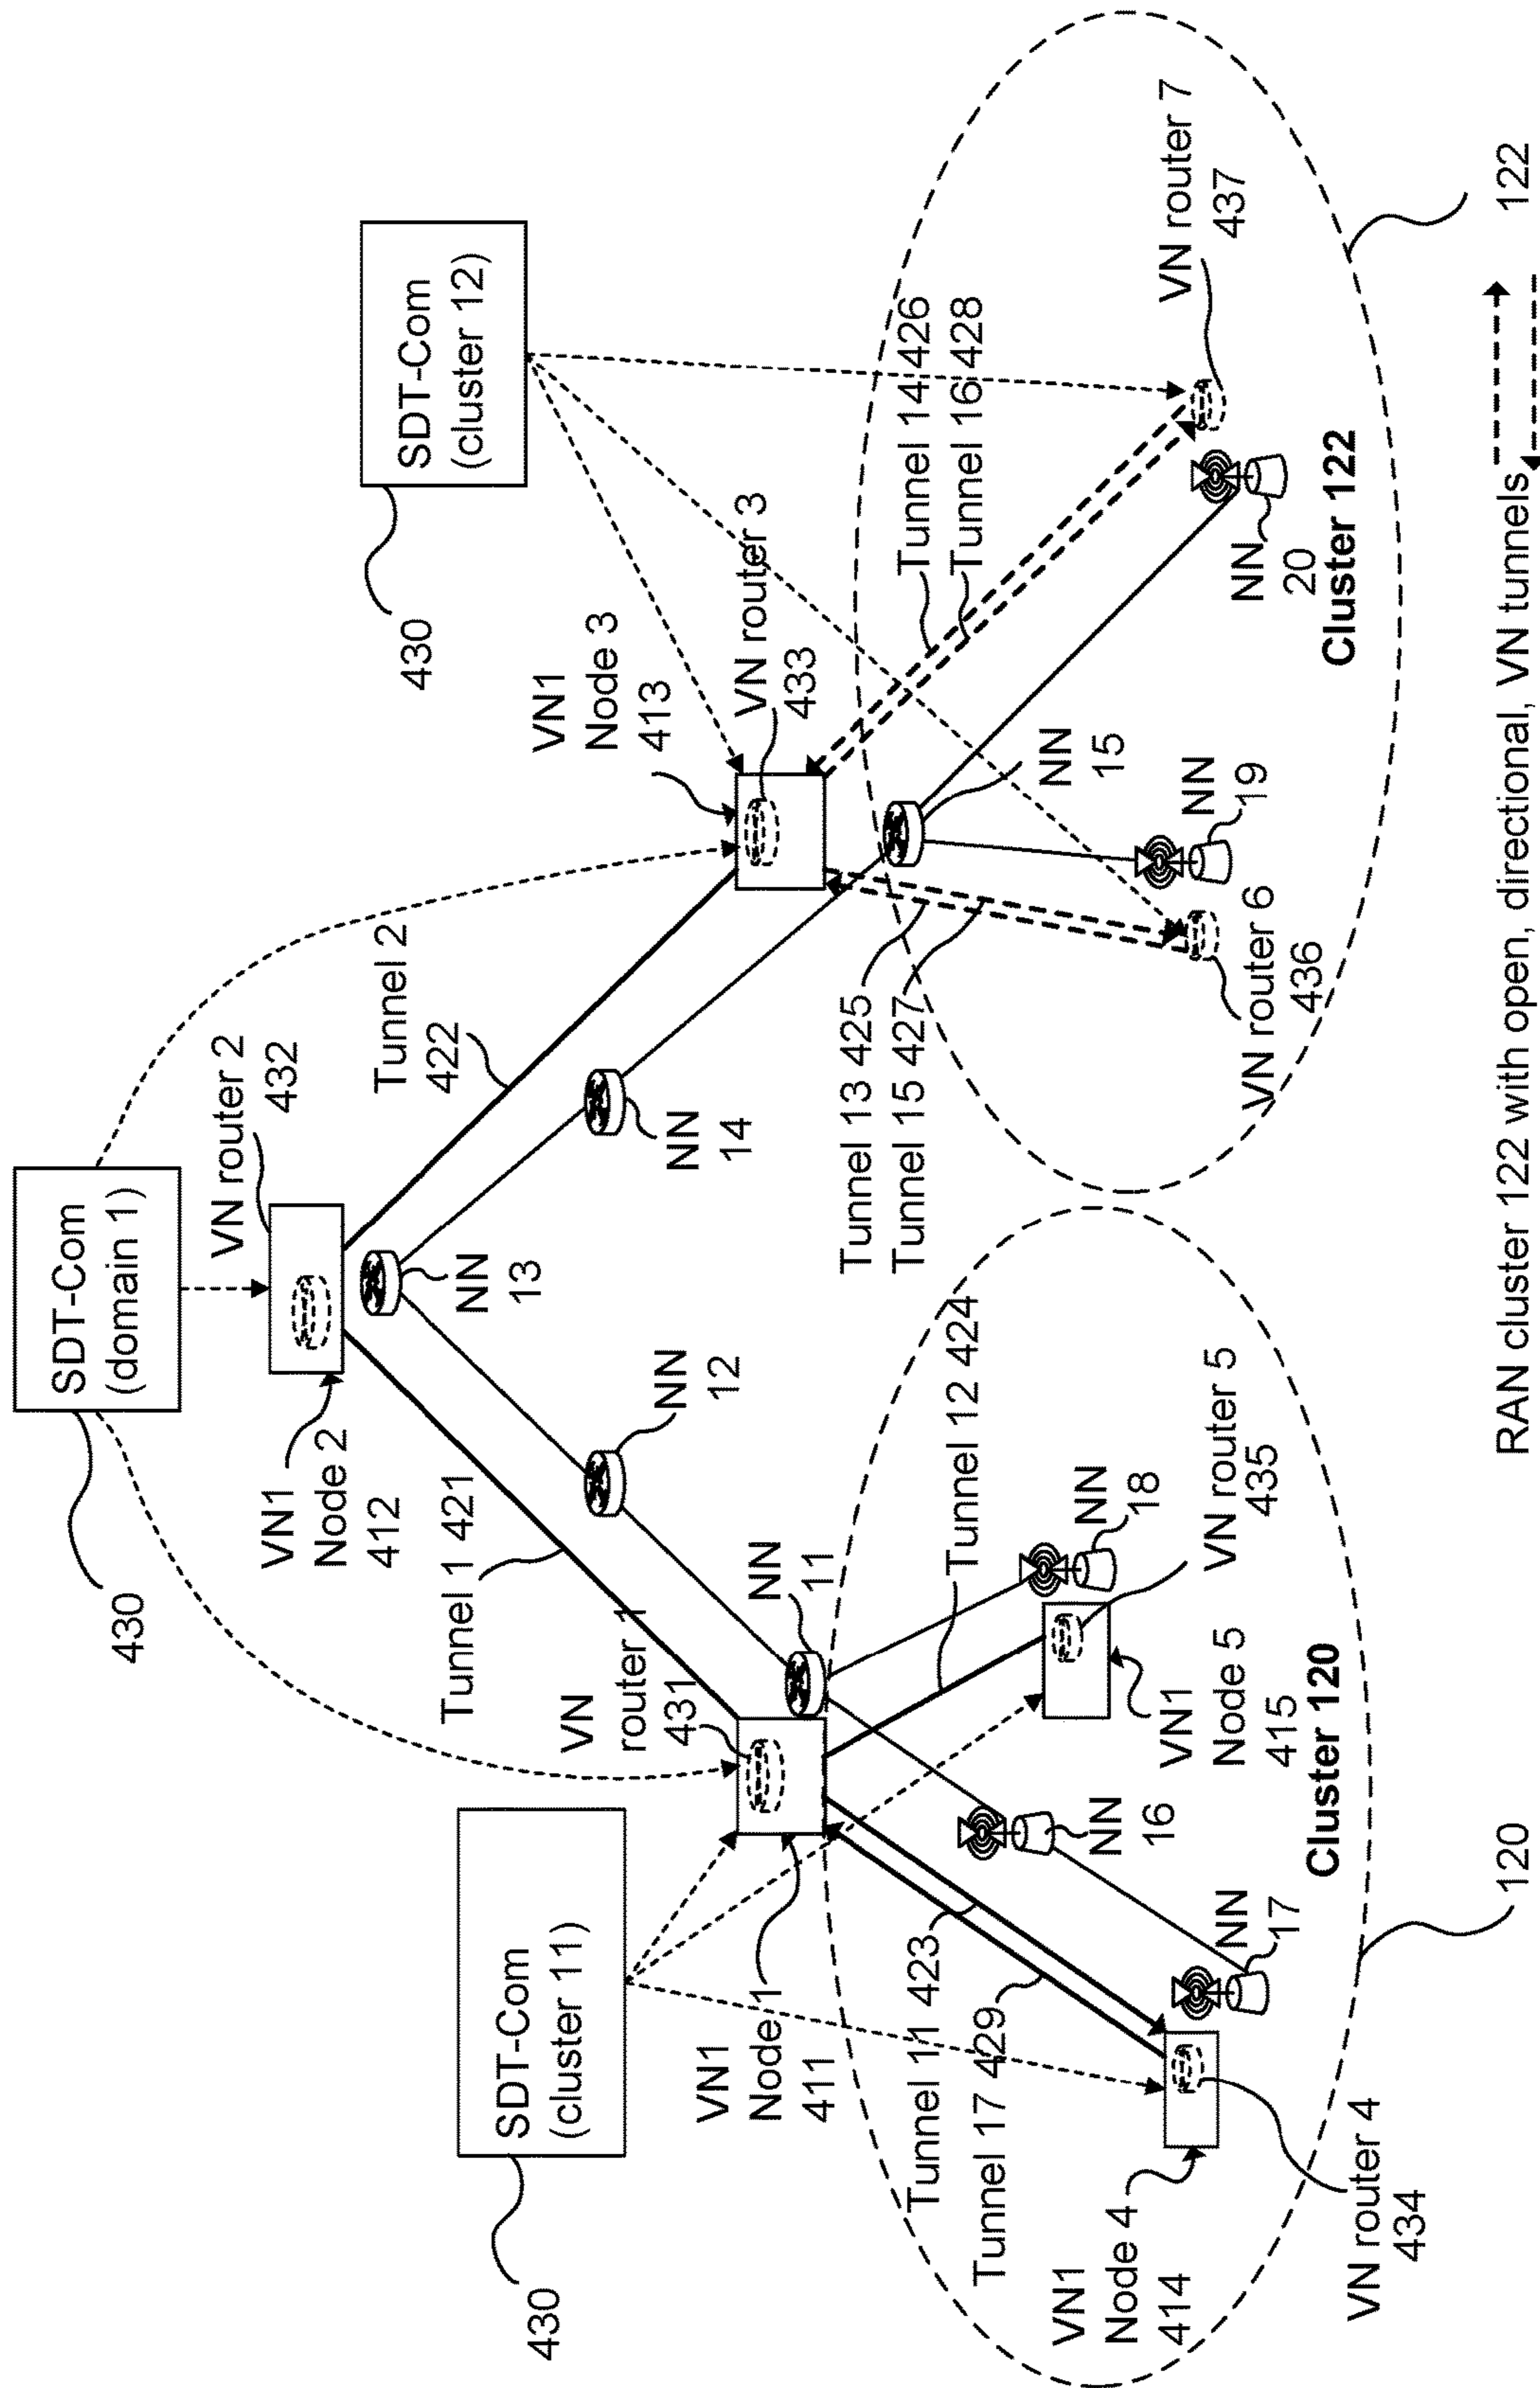 SDT-Com
(domain 1)
430
VN router 2
432
VN1
Node 2
412
SDT-Com
(cluster 12)
430
Tunnel 2
422
NN
13
SDT-Com
(cluster 11)
430
Tunnel 1 421
NN
12
NN
14
VN1
Node 3
413
VN router 3
433
VN
router 1
431
NN
11
VN1
Node 1
411
Tunnel 13 425
Tunnel 15 427
Tunnel 14 426
Tunnel 16 428
NN
15
Tunnel 11 423
Tunnel 17 429
Tunnel 12 424
NN
16
NN
18
NN
19
VN router 7
437
NN
20
NN
17
VN1
Node 5
415
VN router 5
435
VN router 6
436
VN1
Node 4
414
VN router 4
434
Cluster 120
Cluster 122
120
122
RAN cluster 122 with open, directional, VN tunnels